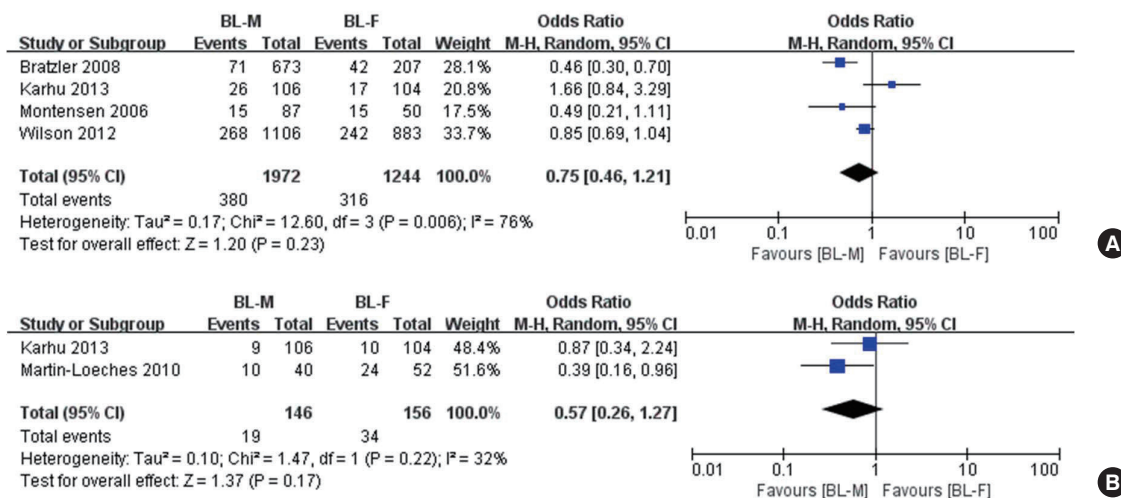 BL-M BL-F Odds Ratio Odds Ratio
Study or Subgroup Events Total Events Total Weight M-H, Random, 95% CI M-H, Random, 95% CI
Bratzler 2008 71 673 42 207 28.1% 0.46 [0.30, 0.70]
Karhu 2013 26 106 17 104 20.8% 1.66 [0.84, 3.29]
Montensen 2006 15 87 15 50 17.5% 0.49 [0.21, 1.11]
Wilson 2012 268 1106 242 883 33.7% 0.85 [0.69, 1.04]
Total (95% CI) 1972 1244 100.0% 0.75 [0.46, 1.21]
Total events 380 316
Heterogeneity: Tau² = 0.17; Chi² = 12.60, df = 3 (P = 0.006); I² = 76%
Test for overall effect: Z = 1.20 (P = 0.23)
0.01 0.1 1 10 100
Favours [BL-M] Favours [BL-F]
A
BL-M BL-F Odds Ratio Odds Ratio
Study or Subgroup Events Total Events Total Weight M-H, Random, 95% CI M-H, Random, 95% CI
Karhu 2013 9 106 10 104 48.4% 0.87 [0.34, 2.24]
Martin-Loeches 2010 10 40 24 52 51.6% 0.39 [0.16, 0.96]
Total (95% CI) 146 156 100.0% 0.57 [0.26, 1.27]
Total events 19 34
Heterogeneity: Tau² = 0.10; Chi² = 1.47, df = 1 (P = 0.22); I² = 32%
Test for overall effect: Z = 1.37 (P = 0.17)
0.01 0.1 1 10 100
Favours [BL-M] Favours [BL-F]
B